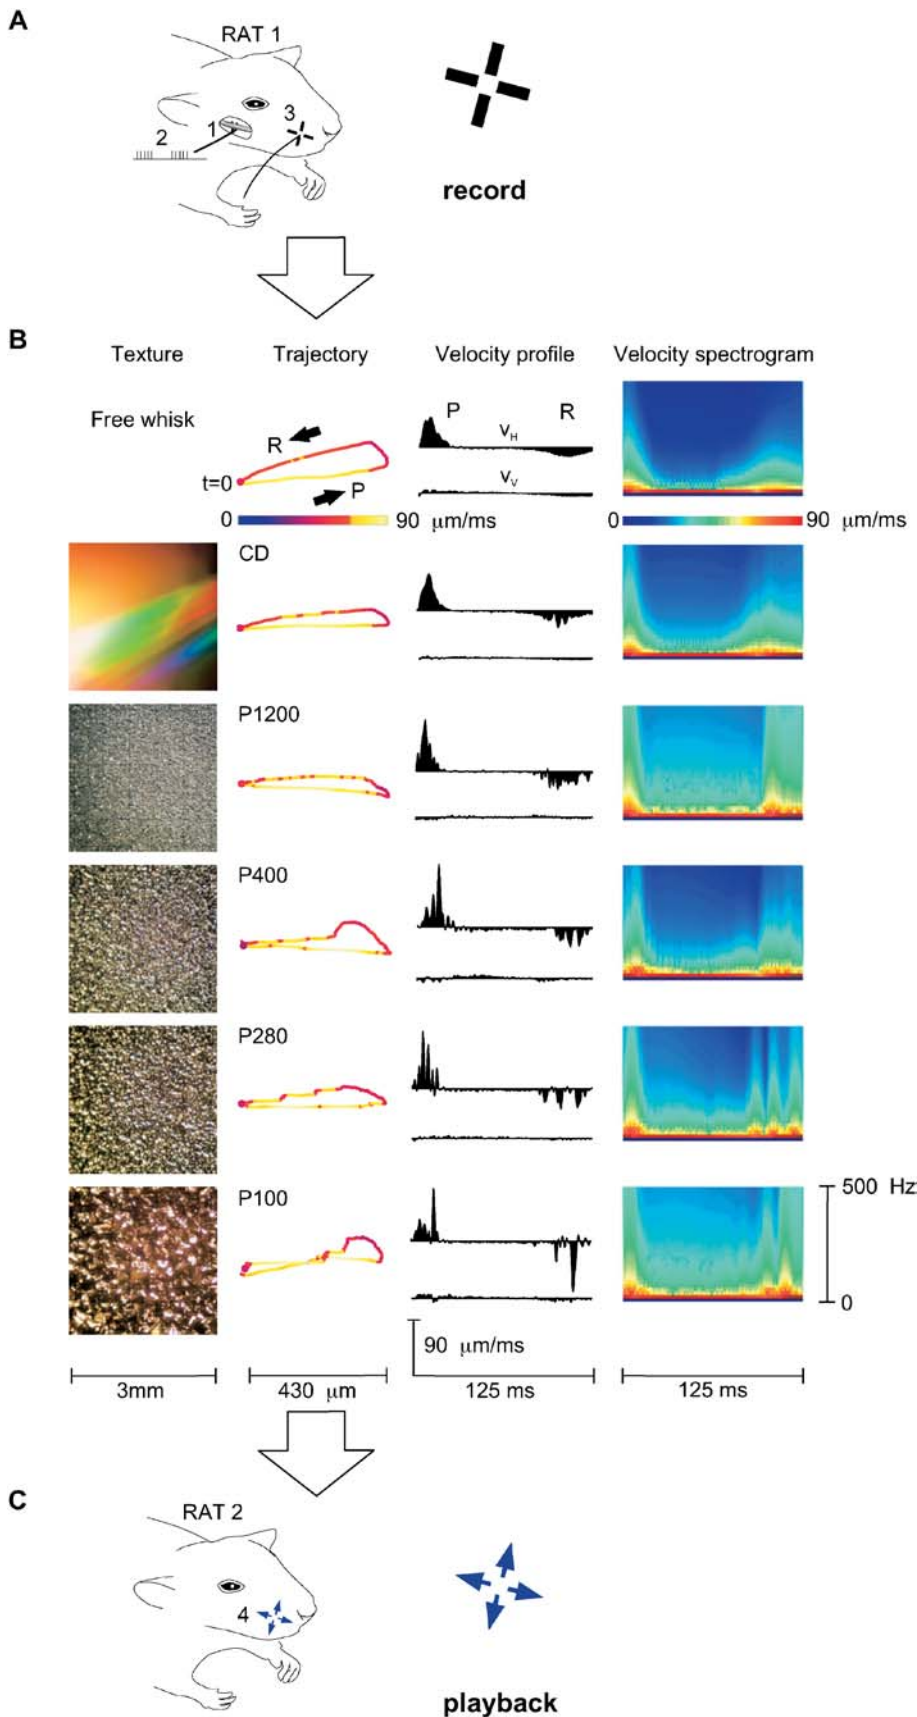 A
RAT 1
1
2
3
record
B
Texture
Trajectory
Velocity profile
Velocity spectrogram
Free whisk
R
t=0
P
P
R
vH
vV
0
90 μm/ms
0
90 μm/ms
CD
P1200
P400
P280
P100
500 Hz
0
90 μm/ms
3mm
430 μm
125 ms
125 ms
C
RAT 2
4
playback